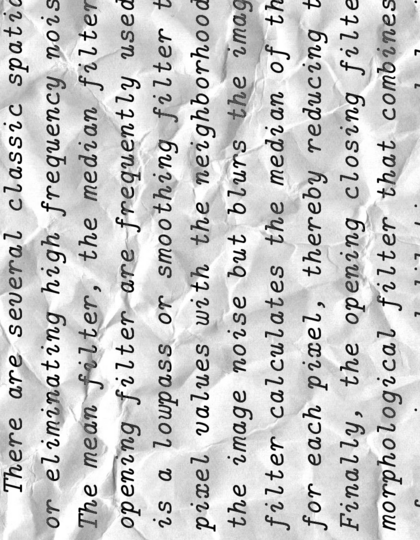 There are several classic spati
or eliminating high frequency nois
The mean filter, the median filter
opening filter are frequently used
is a lowpass or smoothing filter t
pixel values with the neighborhood
the image noise but blurs the imag
filter calculates the median of th
for each pixel, thereby reducing t
Finally, the opening closing filte
morphological filter that combines